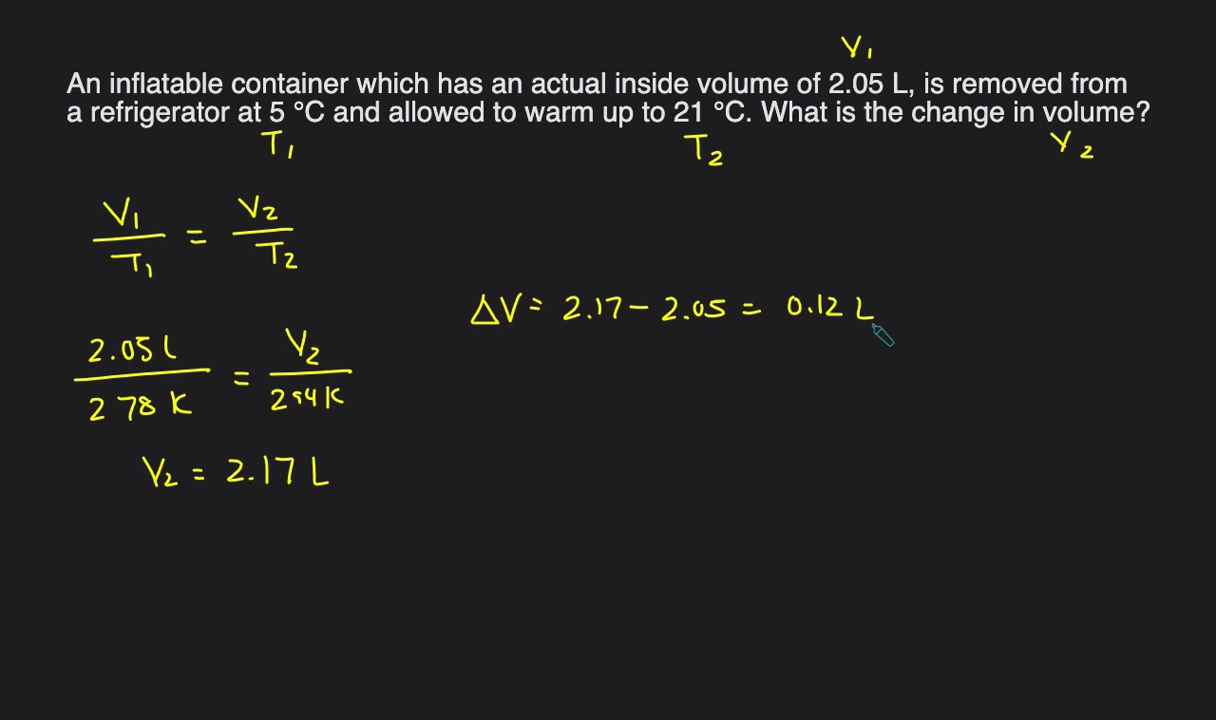 V₁
An inflatable container which has an actual inside volume of 2.05 L, is removed from
a refrigerator at 5 °C and allowed to warm up to 21 °C. What is the change in volume?
T₁ T₂ V₂
V₁/T₁ = V₂/T₂
ΔV = 2.17 - 2.05 = 0.12 L
2.05 L/278 K = V₂/294 K
V₂ = 2.17 L